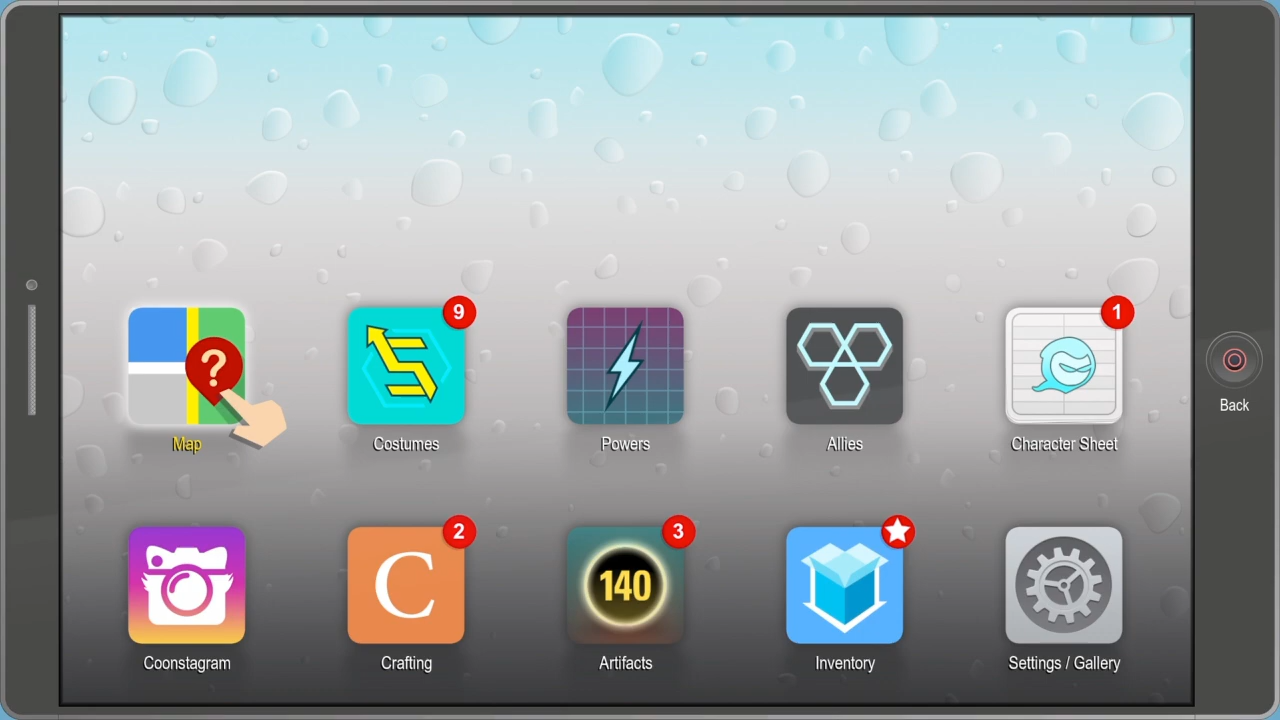 9
1
?
Map
Costumes
Powers
Allies
Character Sheet
Back
2
3
C
140
Coonstagram
Crafting
Artifacts
Inventory
Settings / Gallery